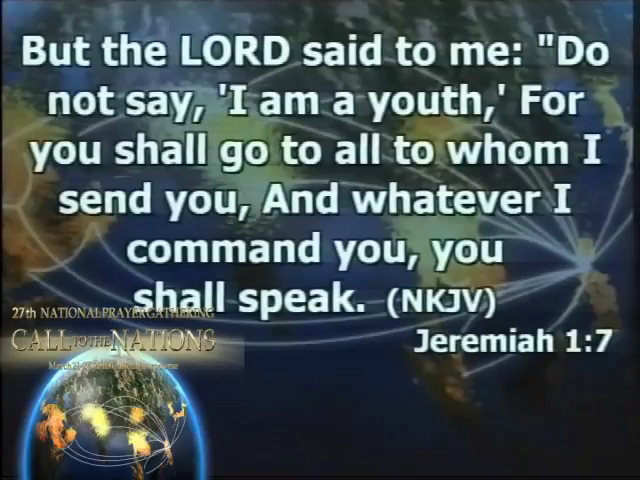 But the LORD said to me: "Do
not say, 'I am a youth,' For
you shall go to all to whom I
send you, And whatever I
command you, you
shall speak. (NKJV)
Jeremiah 1:7
27th NATIONAL PRAYER GATHERING
CALL TO THE NATIONS